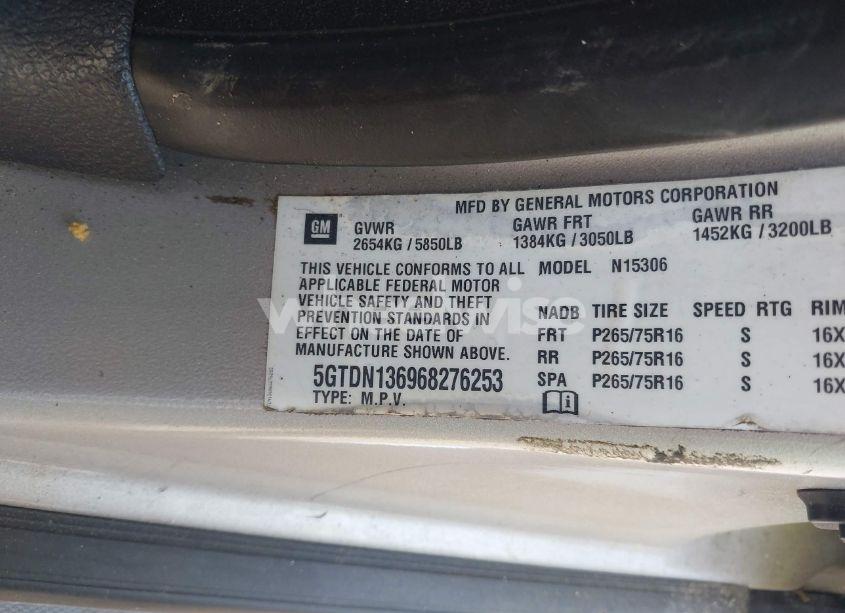 MFD BY GENERAL MOTORS CORPORATION
GM GVWR GAWR FRT GAWR RR
2654KG / 5850LB 1384KG / 3050LB 1452KG / 3200LB
THIS VEHICLE CONFORMS TO ALL MODEL N15306
APPLICABLE FEDERAL MOTOR
VEHICLE SAFETY AND THEFT
PREVENTION STANDARDS IN NADB TIRE SIZE SPEED RTG RIM
EFFECT ON THE DATE OF FRT P265/75R16 S 16X
MANUFACTURE SHOWN ABOVE. RR P265/75R16 S 16X
5GTDN136968276253 SPA P265/75R16 S 16X
TYPE: M.P.V.